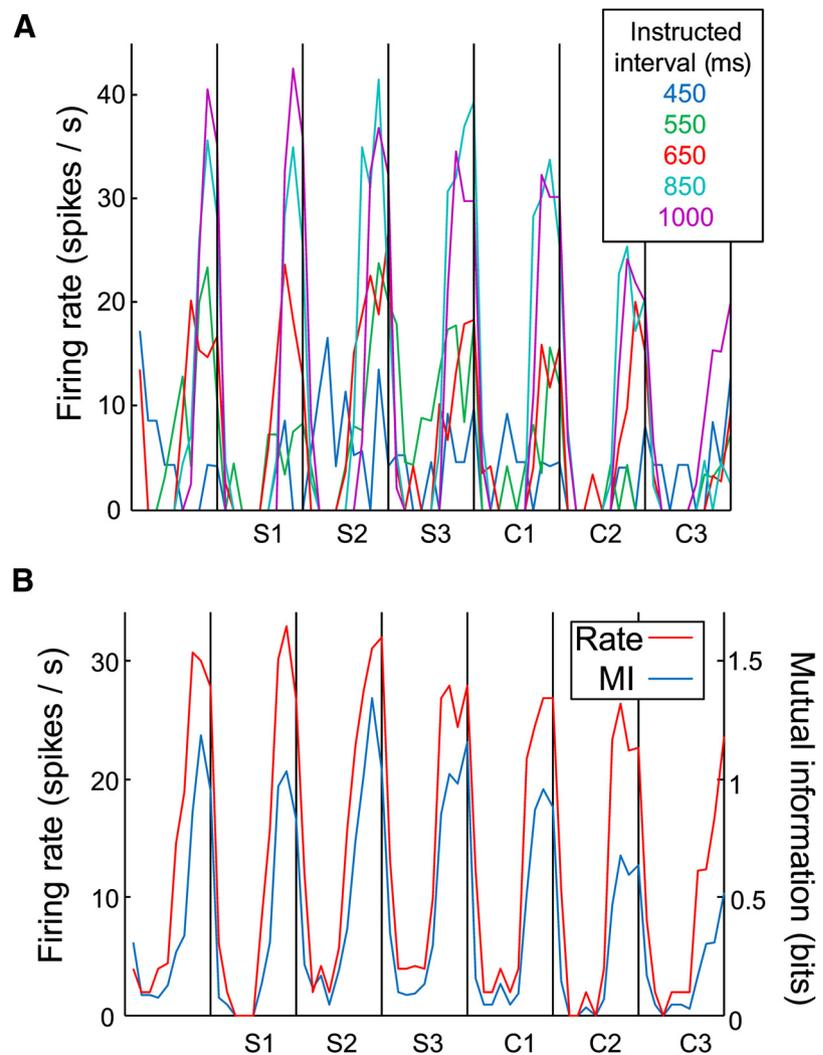 A
Instructed
interval (ms)
450
550
650
850
1000
Firing rate (spikes / s)
40
30
20
10
0
S1 S2 S3 C1 C2 C3
B
Rate
MI
Firing rate (spikes / s)
30
20
10
0
1.5
1
0.5
0
Mutual information (bits)
S1 S2 S3 C1 C2 C3